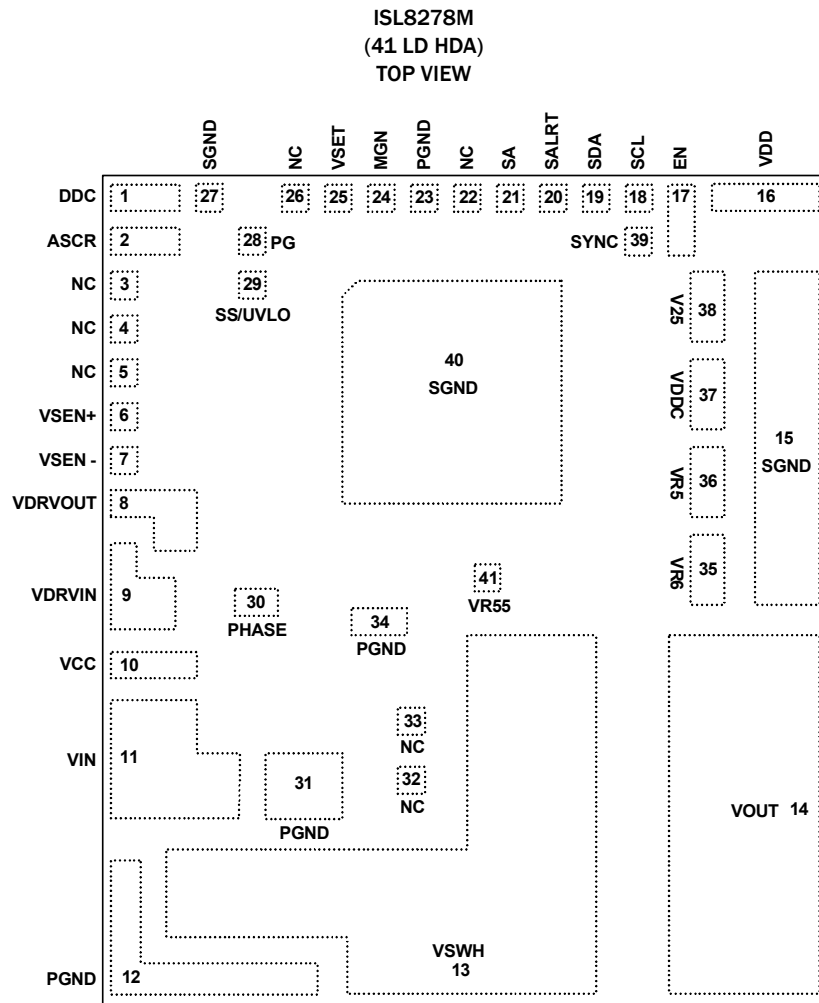 ISL8278M
(41 LD HDA)
TOP VIEW
SGND NC VSET MGN PGND NC SA SALRT SDA SCL EN VDD
DDC 1 27 26 25 24 23 22 21 20 19 18 17 16
ASCR 2 28 PG SYNC 39
NC 3 29
SS/UVLO
V25 38
NC 4
40
SGND
NC 5
VDDC 37
VSEN+ 6
15
SGND
VSEN - 7
VR5 36
VDRVOUT 8
VR6 35
41
VR55
VDRVIN 9 30
PHASE
34
PGND
VCC 10
33
NC
VIN 11
31
PGND
32
NC
VOUT 14
VSWH
13
PGND 12